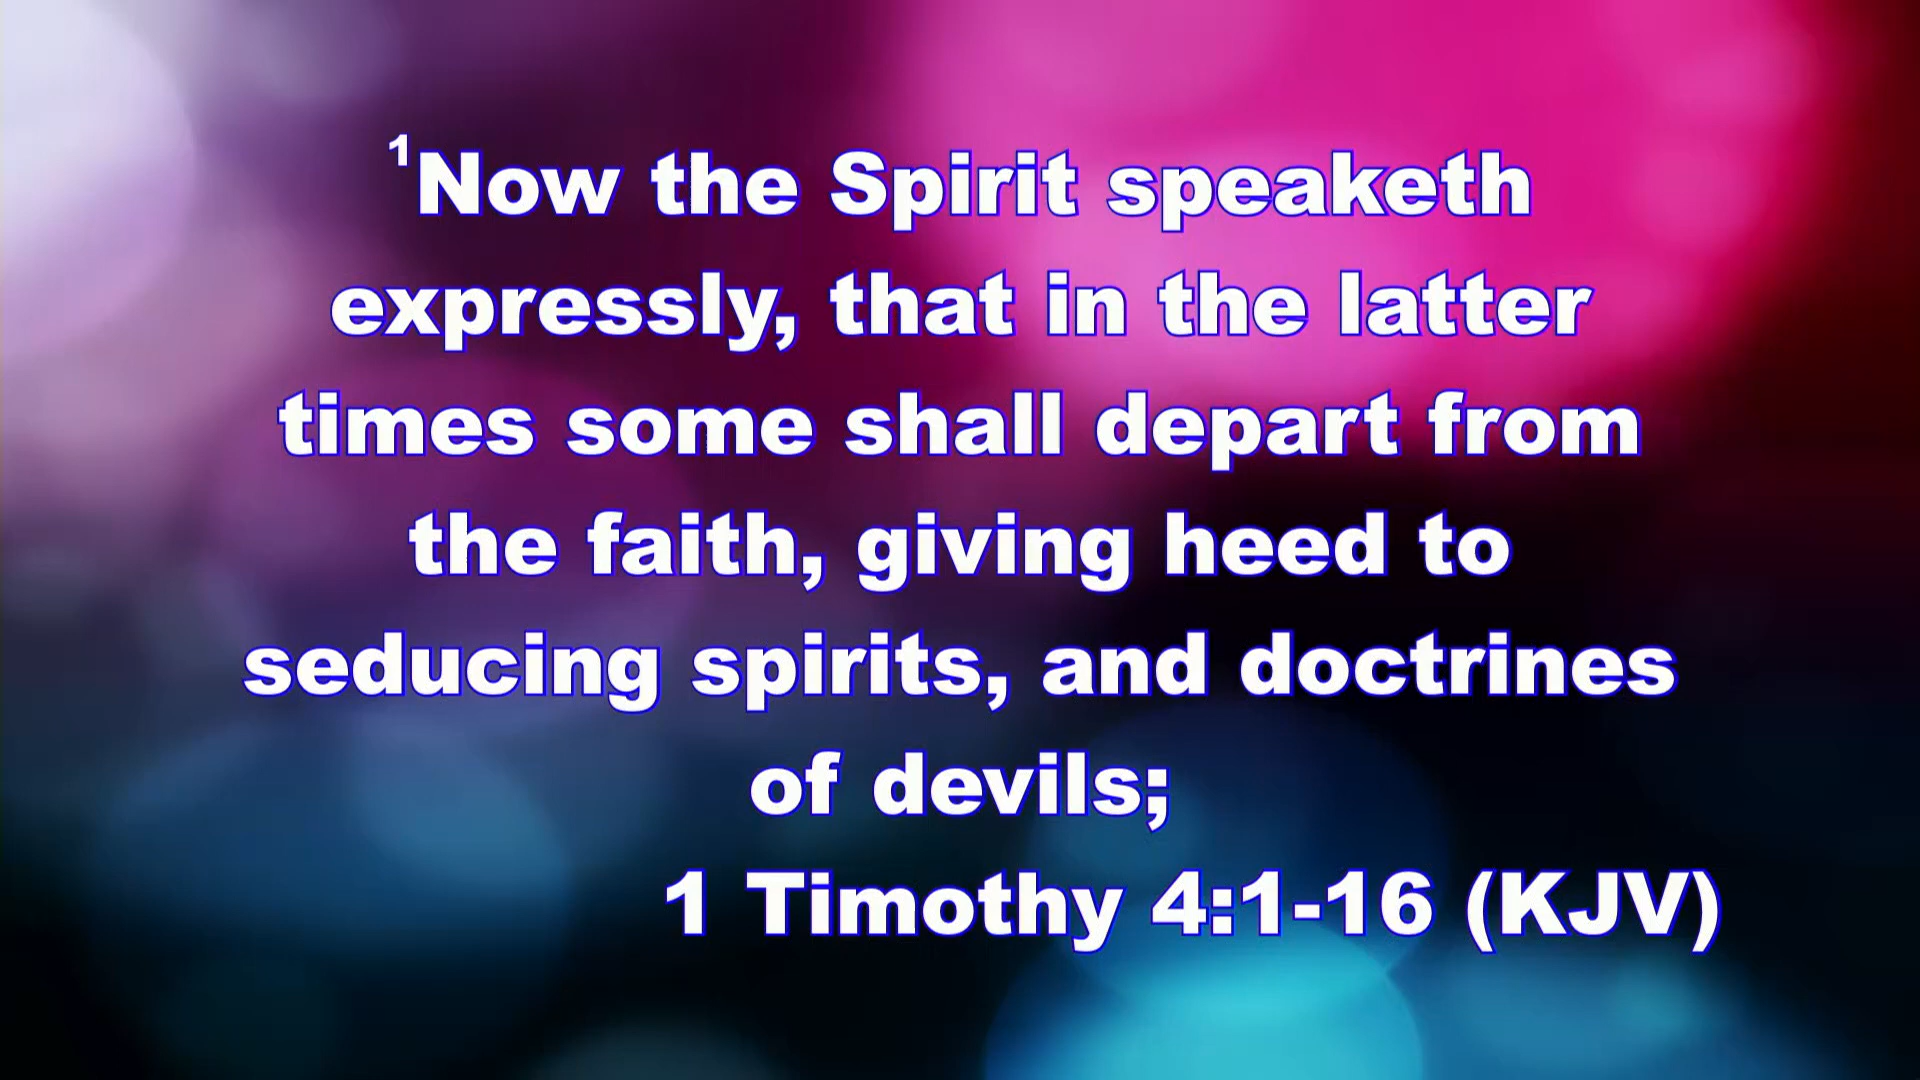 ¹Now the Spirit speaketh
expressly, that in the latter
times some shall depart from
the faith, giving heed to
seducing spirits, and doctrines
of devils;
1 Timothy 4:1-16 (KJV)